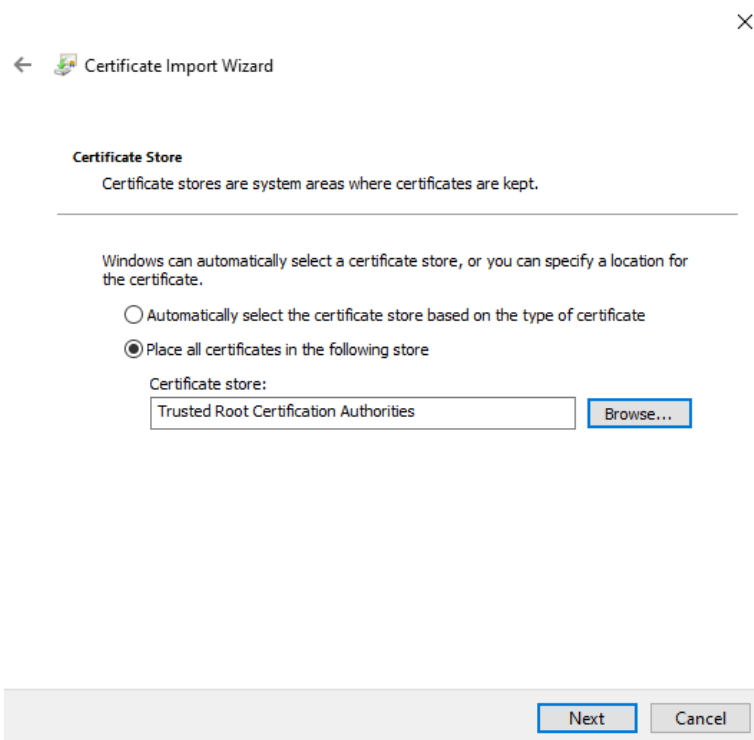 Certificate Import Wizard
Certificate Store
Certificate stores are system areas where certificates are kept.
Windows can automatically select a certificate store, or you can specify a location for
the certificate.
Automatically select the certificate store based on the type of certificate
Place all certificates in the following store
Certificate store:
Trusted Root Certification Authorities
Browse...
Next
Cancel